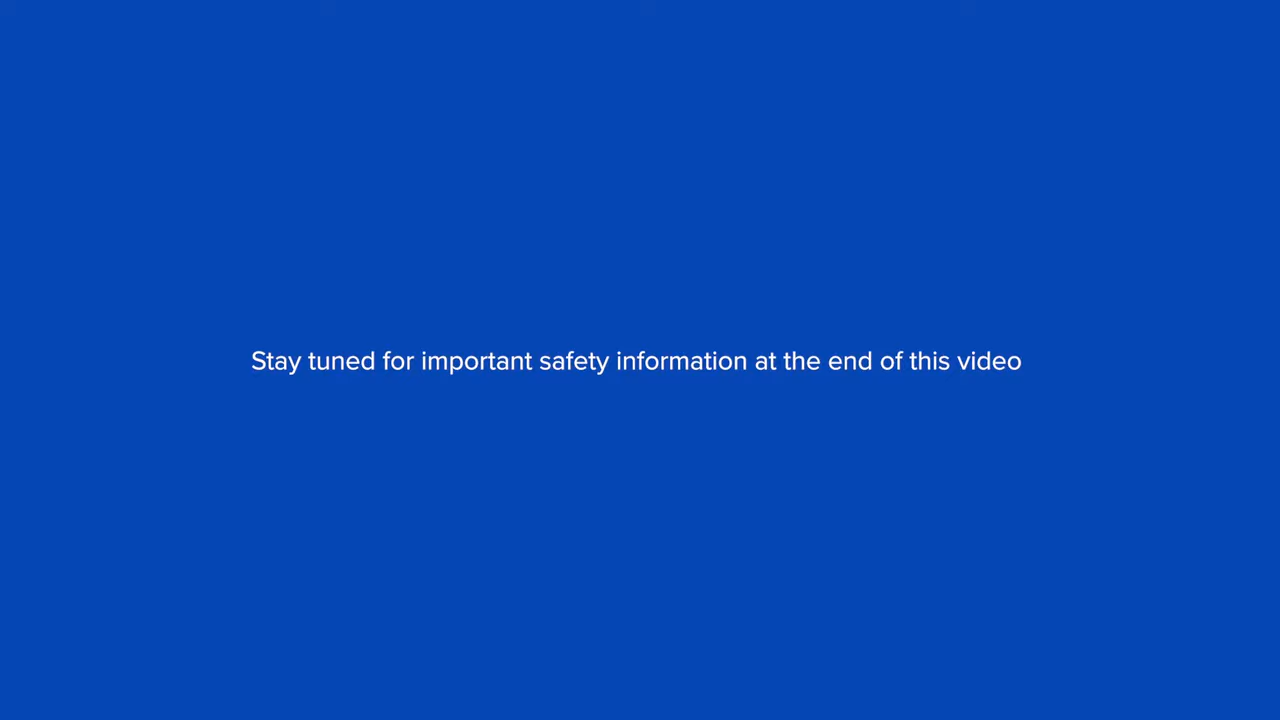 Stay tuned for important safety information at the end of this video